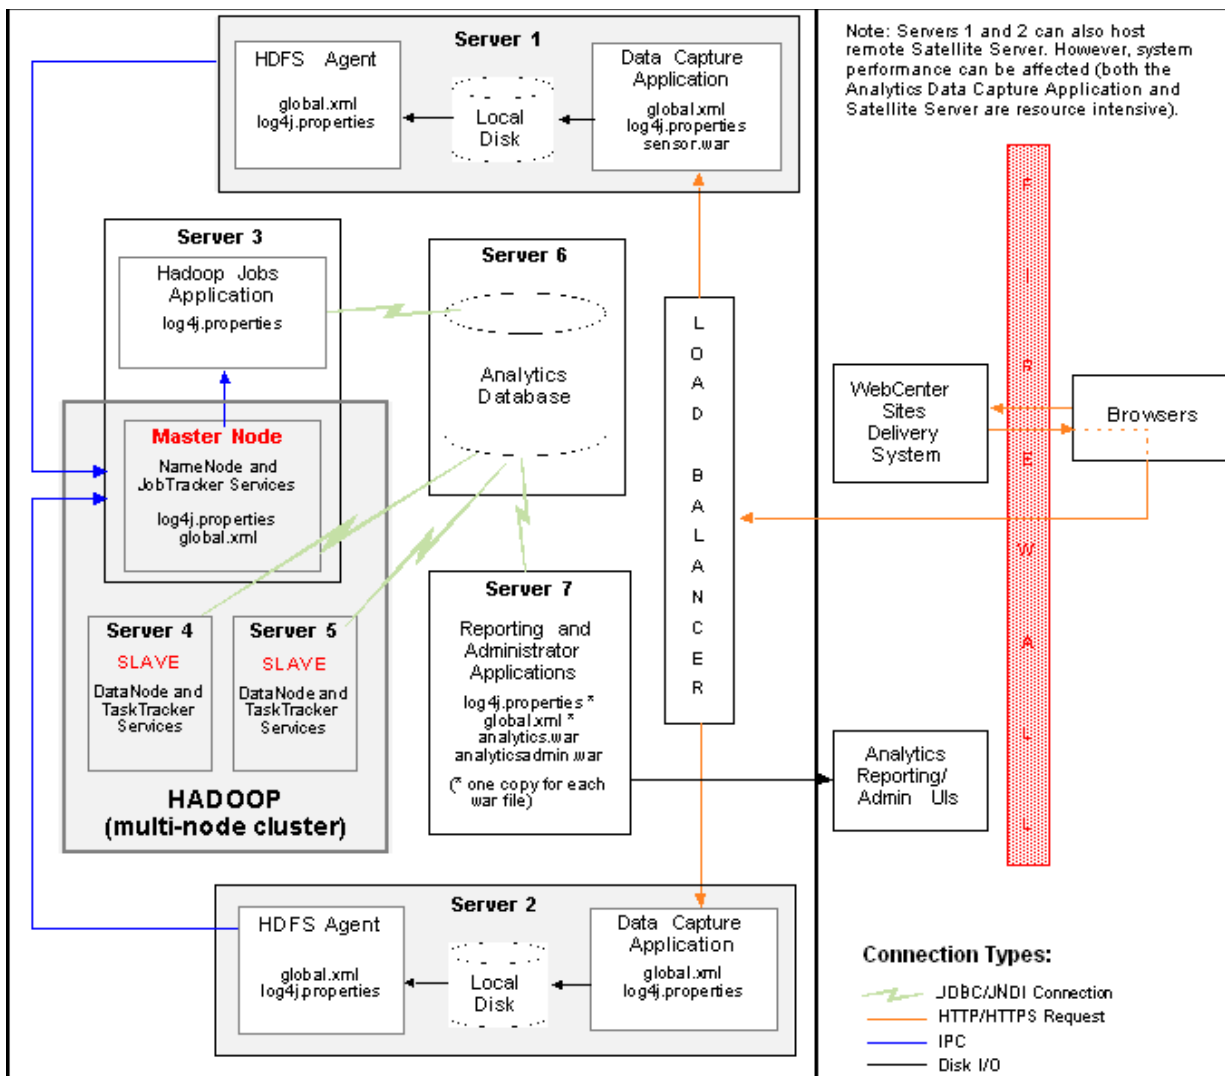 Server 1
HDFS Agent
global.xml
log4j.properties
Local
Disk
Data Capture
Application
global.xml
log4j.properties
sensor.war
Note: Servers 1 and 2 can also host
remote Satellite Server. However, system
performance can be affected (both the
Analytics Data Capture Application and
Satellite Server are resource intensive).
Server 3
Hadoop Jobs
Application
log4j.properties
Master Node
NameNode and
JobTracker Services
log4j.properties
global.xml
Server 4
SLAVE
DataNode and
TaskTracker
Services
Server 5
SLAVE
DataNode and
TaskTracker
Services
HADOOP
(multi-node cluster)
Server 6
Analytics
Database
Server 7
Reporting and
Administrator
Applications
log4j.properties *
global.xml *
analytics.war
analyticsadmin.war
(* one copy for each
war file)
LOAD BALANCER
WebCenter
Sites
Delivery
System
FIREWALL
Browsers
Analytics
Reporting/
Admin UIs
Server 2
HDFS Agent
global.xml
log4j.properties
Local
Disk
Data Capture
Application
global.xml
log4j.properties
Connection Types:
JDBC/JNDI Connection
HTTP/HTTPS Request
IPC
Disk I/O